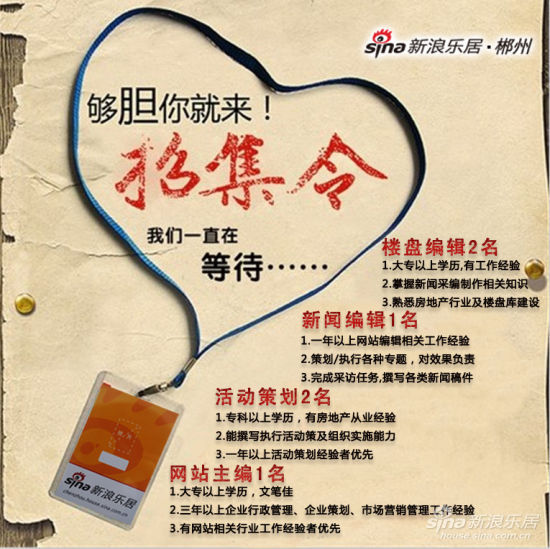 sina 新浪乐居·郴州
够胆你就来！
招集令
我们一直在
等待……
楼盘编辑2名
1.大专以上学历,有工作经验
2.掌握新闻采编制作相关知识
3.熟悉房地产行业及楼盘库建设
新闻编辑1名
1.一年以上网站编辑相关工作经验
2.策划/执行各种专题，对效果负责
3.完成采访任务,撰写各类新闻稿件
活动策划2名
1.专科以上学历，有房地产从业经验
2.能撰写执行活动策及组织实施能力
3.一年以上活动策划经验者优先
网站主编1名
1.大专以上学历，文笔佳
2.三年以上企业行政管理、企业策划、市场营销管理工作经验
3.有网站相关行业工作经验者优先
sina 新浪乐居
chenzhou.house.sina.com.cn
sina 新浪乐居
house.sina.com.cn